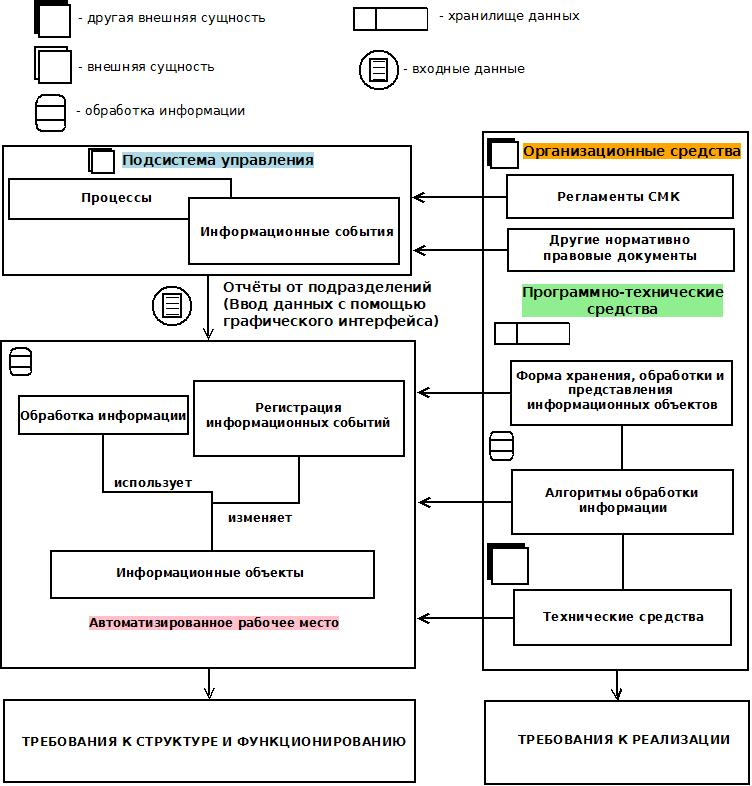 - другая внешняя сущность
- внешняя сущность
- обработка информации
- хранилище данных
- входные данные
Подсистема управления
Процессы
Информационные события
Отчёты от подразделений
(Ввод данных с помощью
графического интерфейса)
Обработка информации
Регистрация
информационных событий
использует
изменяет
Информационные объекты
Автоматизированное рабочее место
ТРЕБОВАНИЯ К СТРУКТУРЕ И ФУНКЦИОНИРОВАНИЮ
Организационные средства
Регламенты СМК
Другие нормативно
правовые документы
Программно-технические
средства
Форма хранения, обработки и
представления
информационных объектов
Алгоритмы обработки
информации
Технические средства
ТРЕБОВАНИЯ К РЕАЛИЗАЦИИ